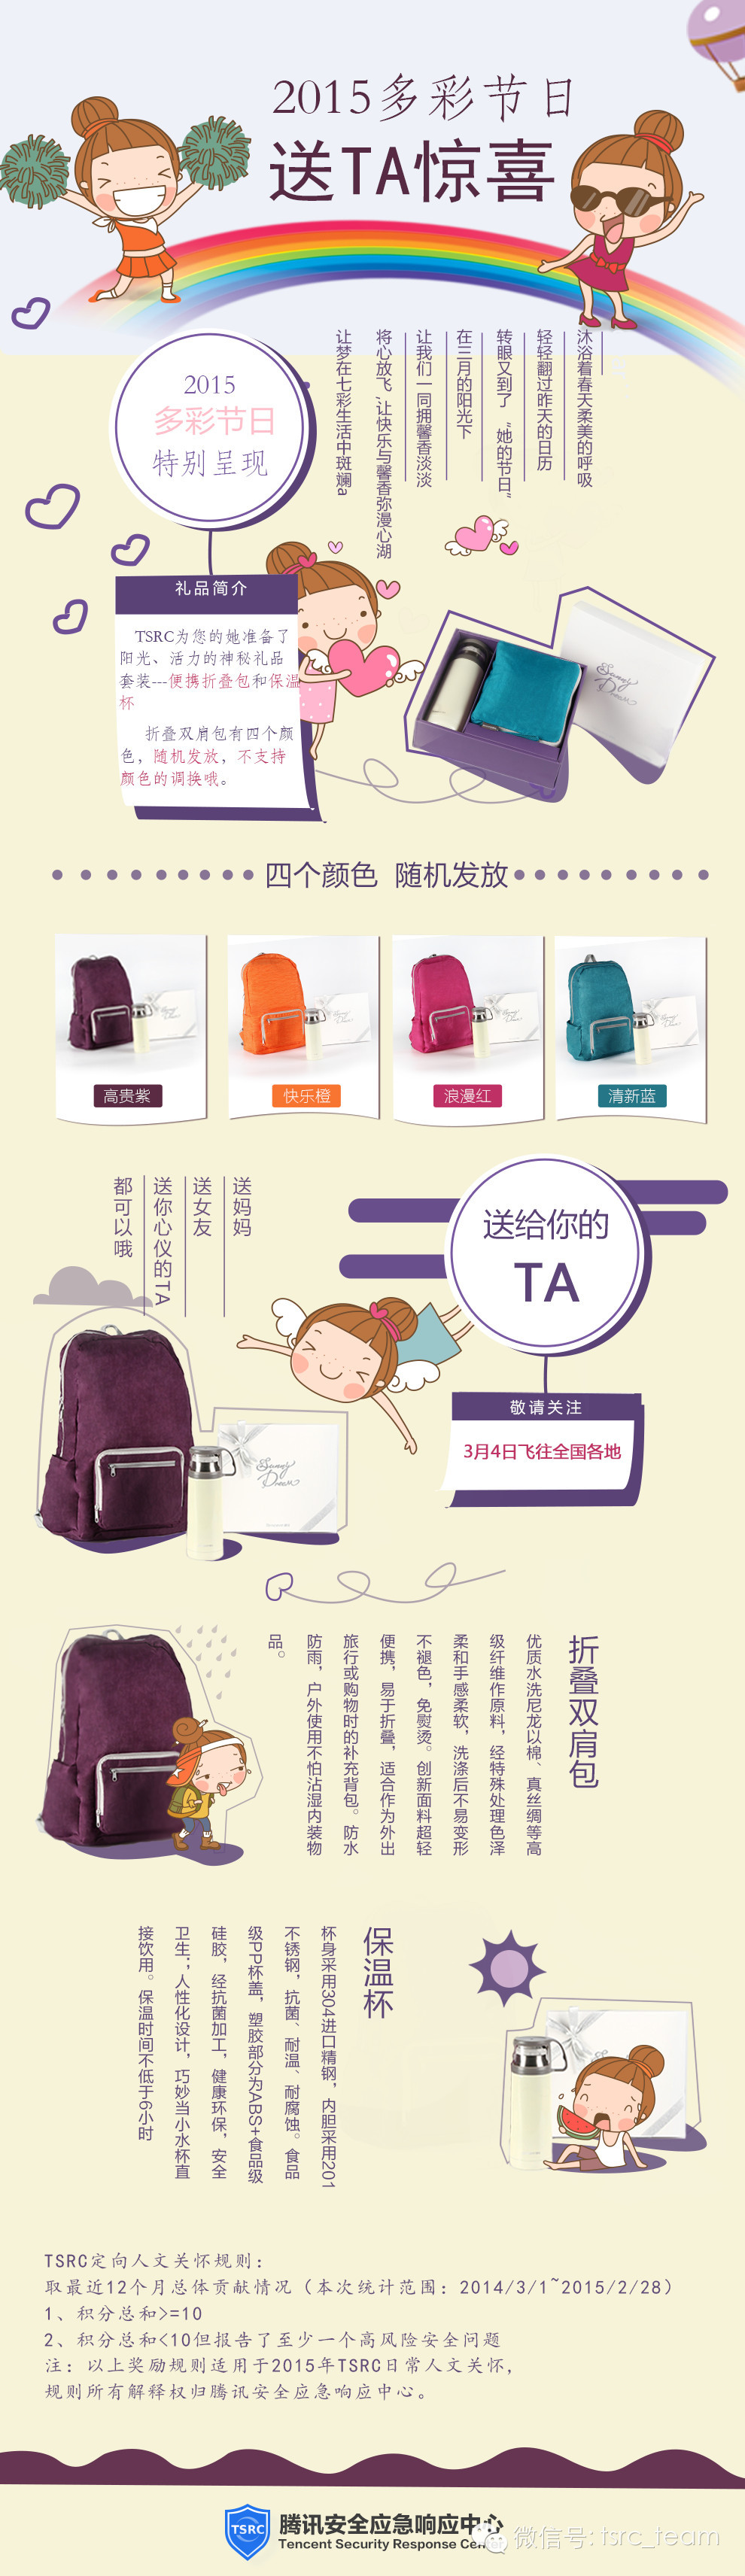 2015多彩节日
送TA惊喜
沐浴着春天柔美的呼吸
轻轻翻过昨天的日历
转眼又到了“她的节日”
在三月的阳光下
让我们一同拥馨香淡淡
将心放飞,让快乐与馨香弥漫心湖
让梦在七彩生活中斑斓a
2015
多彩节日
特别呈现
礼品简介
TSRC为您的她准备了
阳光、活力的神秘礼品
套装---便携折叠包和保温
杯
折叠双肩包有四个颜
色，随机发放，不支持
颜色的调换哦。
Sunny
Dream
四个颜色 随机发放
高贵紫
快乐橙
浪漫红
清新蓝
送妈妈
送女友
送你心仪的TA
都可以哦
送给你的
TA
敬请关注
3月4日飞往全国各地
Sunny
Dream
折叠双肩包
优质水洗尼龙以棉、真丝绸等高
级纤维作原料，经特殊处理色泽
柔和手感柔软，洗涤后不易变形
不褪色，免熨烫。创新面料超轻
便携，易于折叠，适合作为外出
旅行或购物时的补充背包。防水
防雨，户外使用不怕沾湿内装物
品。
保温杯
杯身采用304进口精钢，内胆采用201
不锈钢，抗菌、耐温、耐腐蚀。食品
级PP杯盖，塑胶部分为ABS+食品级
硅胶，经抗菌加工，健康环保，安全
卫生；人性化设计，巧妙当小水杯直
接饮用。保温时间不低于6小时
TSRC定向人文关怀规则：
取最近12个月总体贡献情况（本次统计范围：2014/3/1~2015/2/28）
1、积分总和>=10
2、积分总和<10但报告了至少一个高风险安全问题
注：以上奖励规则适用于2015年TSRC日常人文关怀，
规则所有解释权归腾讯安全应急响应中心。
TSRC
腾讯安全应急响应中心
Tencent Security Response Center
微信号: tsrc_team